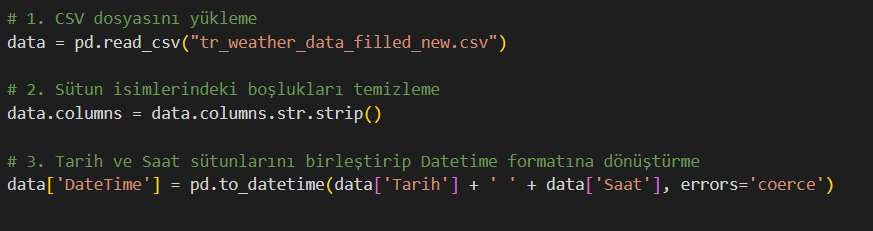 # 1. CSV dosyasını yükleme
data = pd.read_csv("tr_weather_data_filled_new.csv")
# 2. Sütun isimlerindeki boşlukları temizleme
data.columns = data.columns.str.strip()
# 3. Tarih ve Saat sütunlarını birleştirip Datetime formatına dönüştürme
data['DateTime'] = pd.to_datetime(data['Tarih'] + ' ' + data['Saat'], errors='coerce')